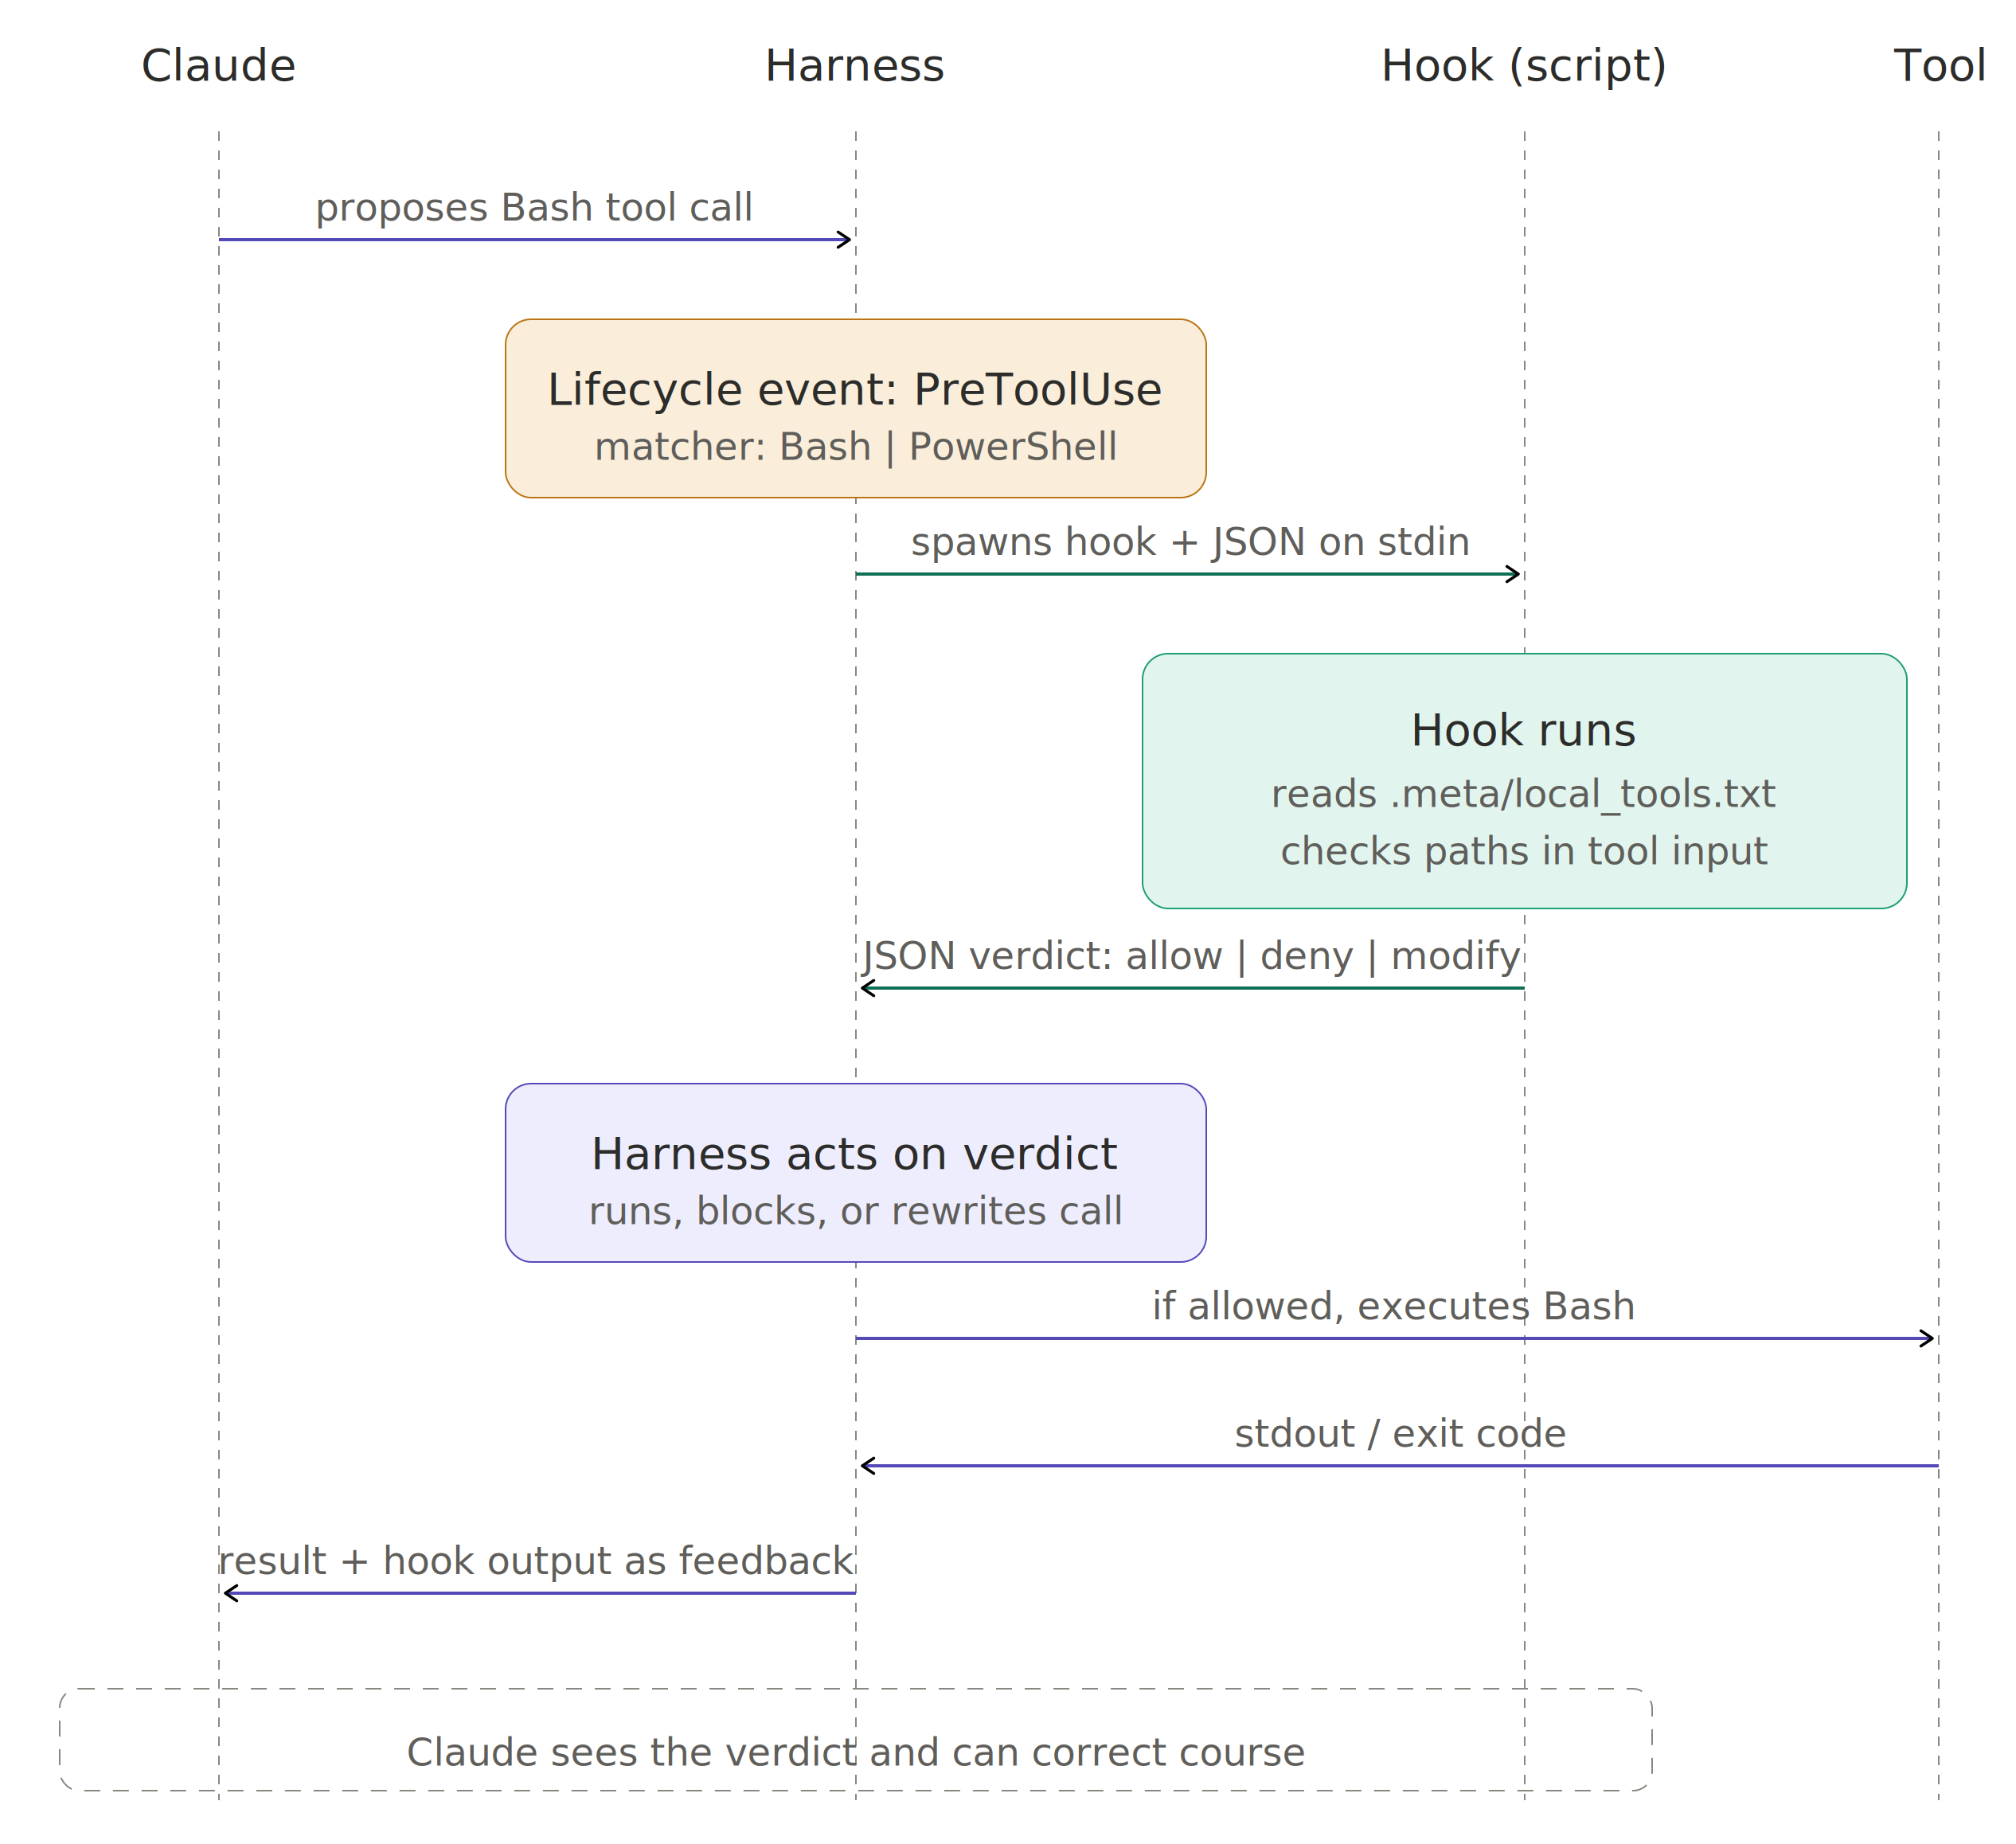 Claude
Harness
Hook (script)
Tool
proposes Bash tool call
Lifecycle event: PreToolUse
matcher: Bash | PowerShell
spawns hook + JSON on stdin
Hook runs
reads .meta/local_tools.txt
checks paths in tool input
JSON verdict: allow | deny | modify
Harness acts on verdict
runs, blocks, or rewrites call
if allowed, executes Bash
stdout / exit code
result + hook output as feedback
Claude sees the verdict and can correct course